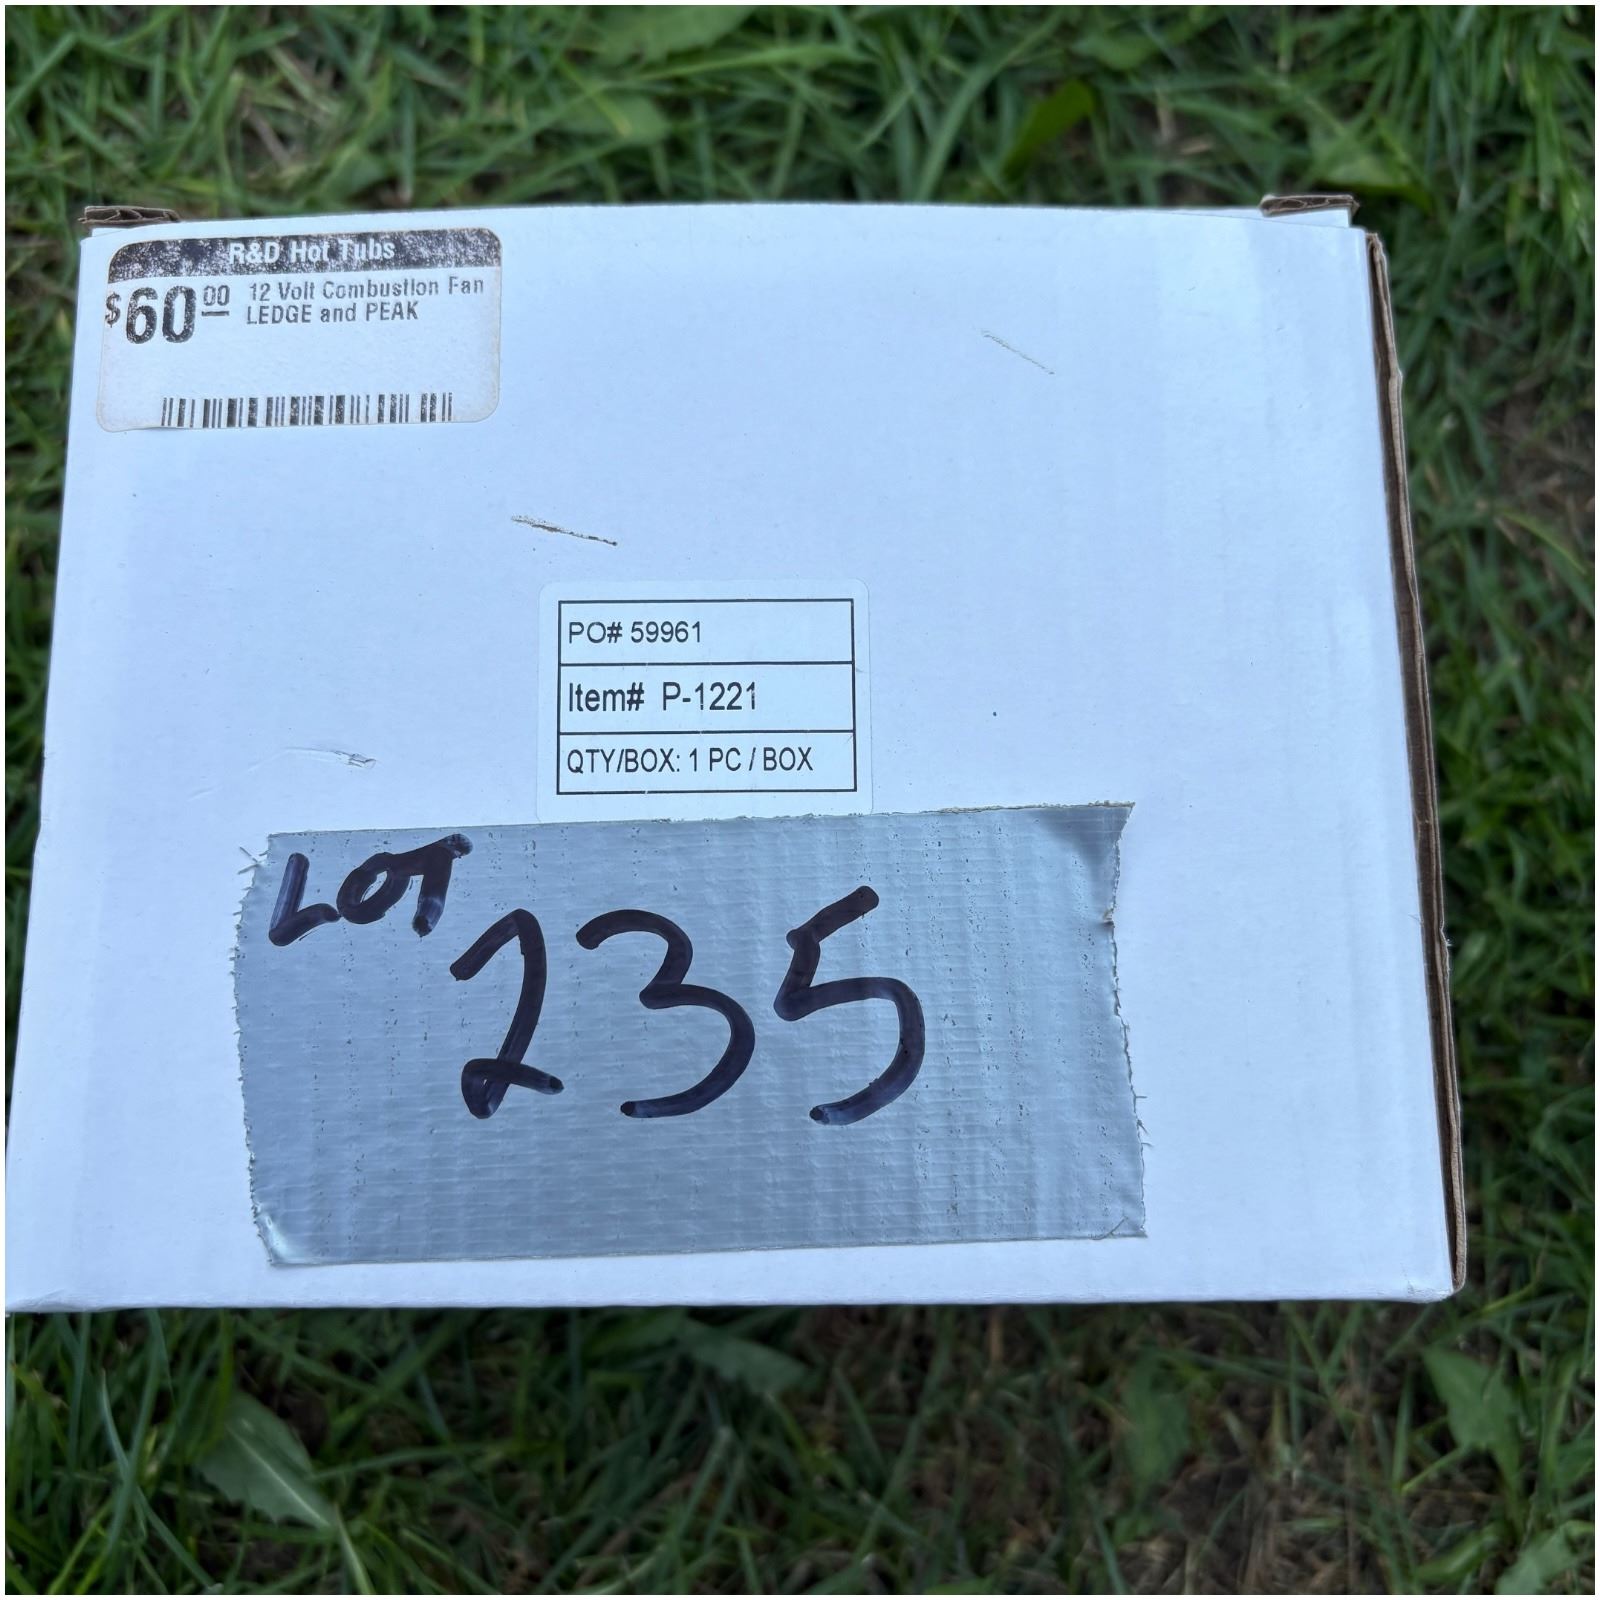 R&D Hot Tubs
$60.00 12 Volt Combustion Fan
LEDGE and PEAK
PO# 59961
Item# P-1221
QTY/BOX: 1 PC / BOX
LOT
235